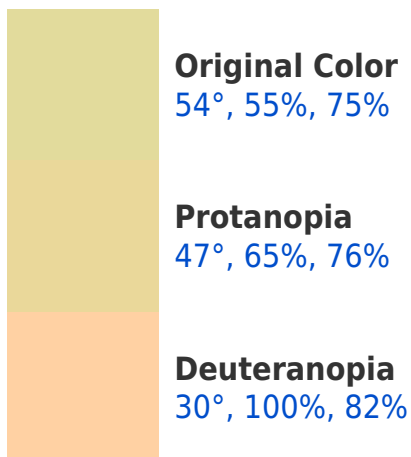 Original Color
54°, 55%, 75%
Protanopia
47°, 65%, 76%
Deuteranopia
30°, 100%, 82%